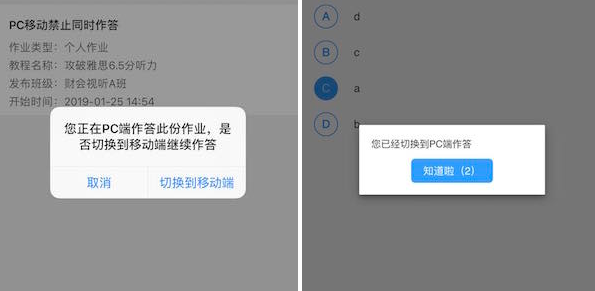 PC移动禁止同时作答
作业类型：个人作业
教程名称：攻破雅思6.5分听力
发布班级：财会视听A班
开始时间：2019-01-25 14:54
您正在PC端作答此份作业，是
否切换到移动端继续作答
取消
切换到移动端
A d
B c
C a
D b
您已经切换到PC端作答
知道啦（2）